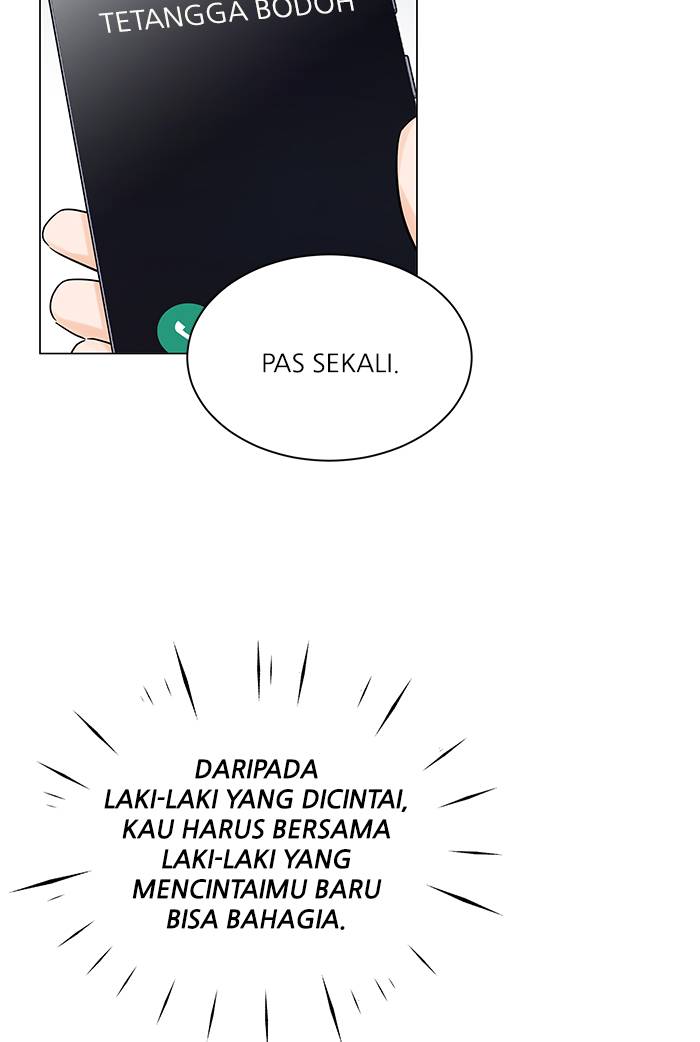 TETANGGA BODOH
PAS SEKALI.
DARIPADA
LAKI-LAKI YANG DICINTAI,
KAU HARUS BERSAMA
LAKI-LAKI YANG
MENCINTAIMU BARU
BISA BAHAGIA.